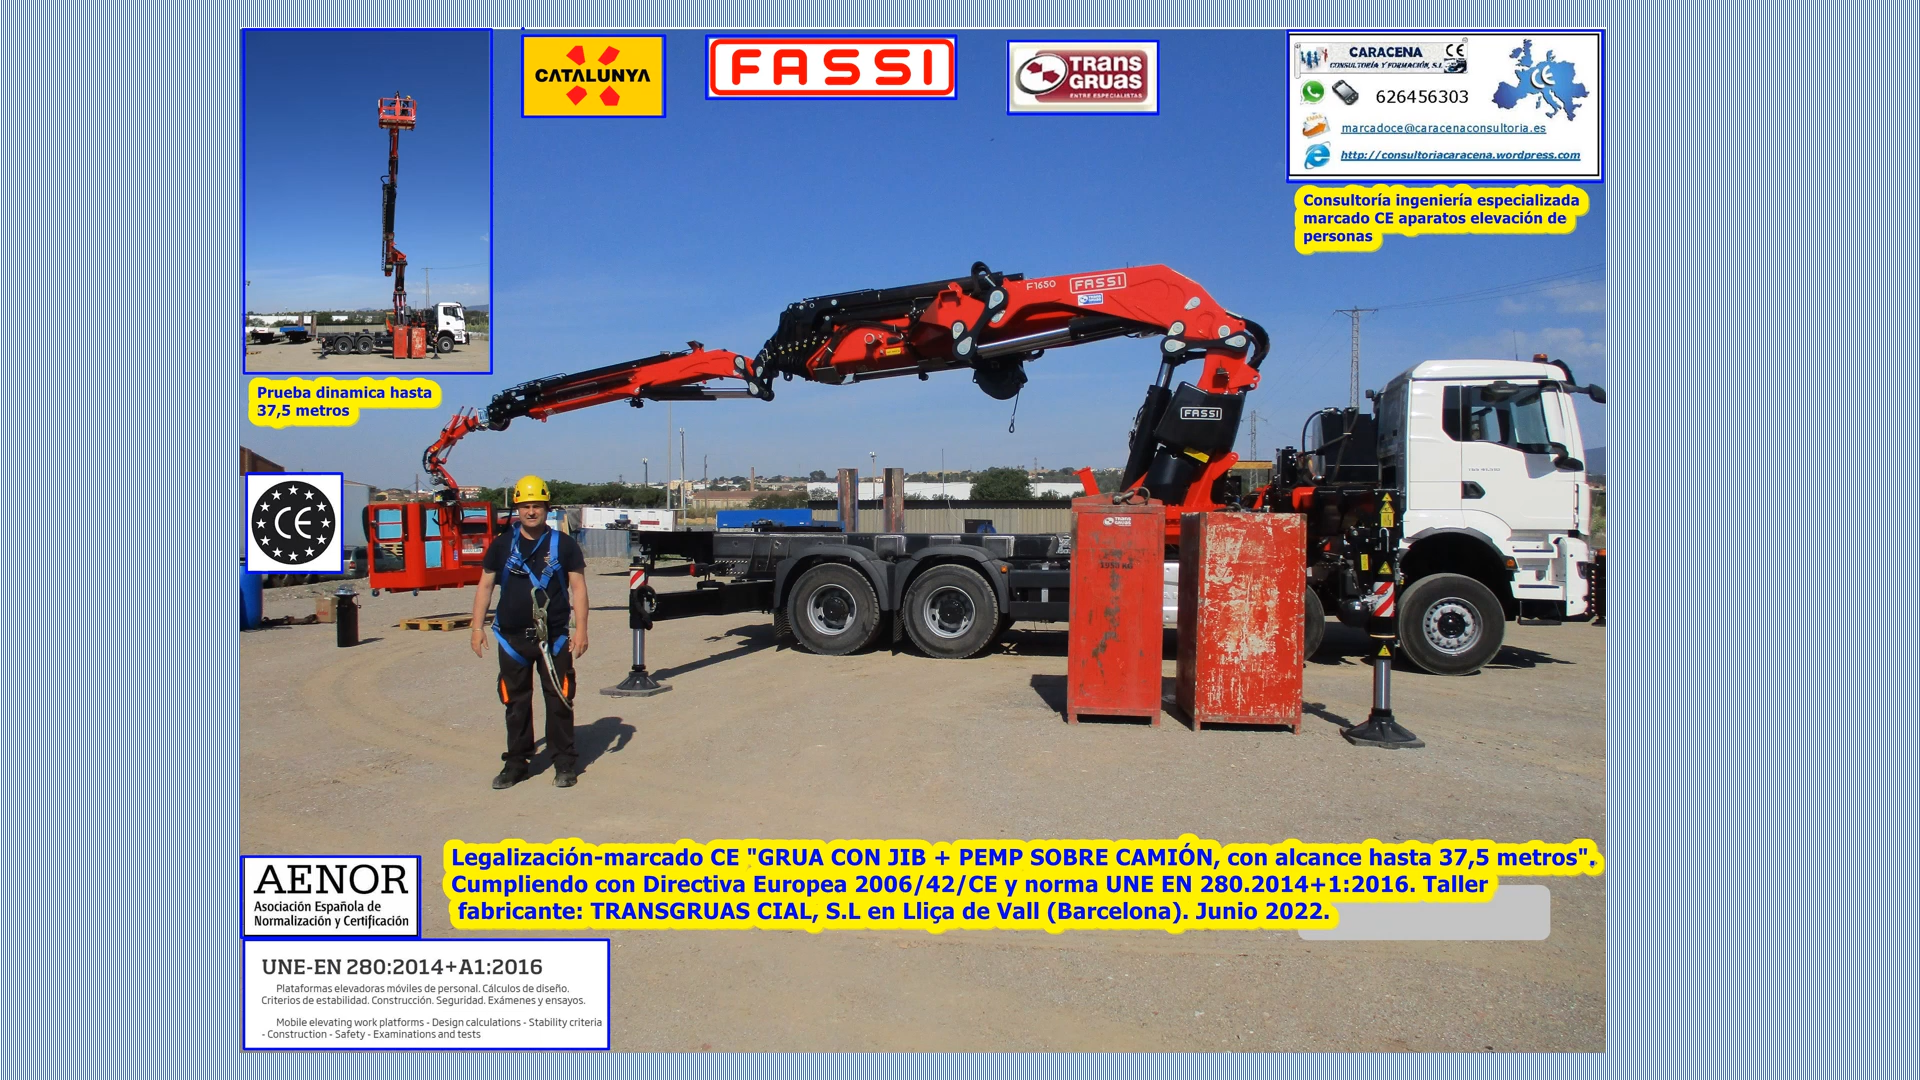 CATALUNYA
FASSI
TRANS
GRUAS
ENTRE ESPECIALISTAS
CARACENA
CONSULTORÍA Y FORMACIÓN, S.L
CE
CE
626456303
marcadoce@caracenaconsultoria.es
http://consultoriacaracena.wordpress.com
Consultoría ingeniería especializada
marcado CE aparatos elevación de
personas
F1650 FASSI
FASSI
Prueba dinamica hasta
37,5 metros
CE
TRANS
GRUAS
1950 KG
Legalización-marcado CE "GRUA CON JIB + PEMP SOBRE CAMIÓN, con alcance hasta 37,5 metros".
Cumpliendo con Directiva Europea 2006/42/CE y norma UNE EN 280.2014+1:2016. Taller
fabricante: TRANSGRUAS CIAL, S.L en Lliça de Vall (Barcelona). Junio 2022.
AENOR
Asociación Española de
Normalización y Certificación
UNE-EN 280:2014+A1:2016
Plataformas elevadoras móviles de personal. Cálculos de diseño.
Criterios de estabilidad. Construcción. Seguridad. Exámenes y ensayos.
Mobile elevating work platforms - Design calculations - Stability criteria
- Construction - Safety - Examinations and tests